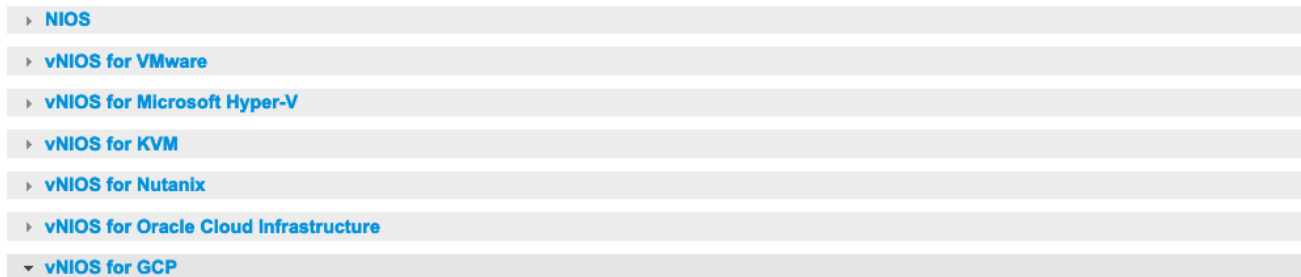 NIOS
vNIOS for VMware
vNIOS for Microsoft Hyper-V
vNIOS for KVM
vNIOS for Nutanix
vNIOS for Oracle Cloud Infrastructure
vNIOS for GCP